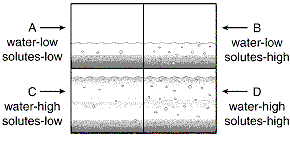 A
water-low
solutes-low
B
water-low
solutes-high
C
water-high
solutes-low
D
water-high
solutes-high